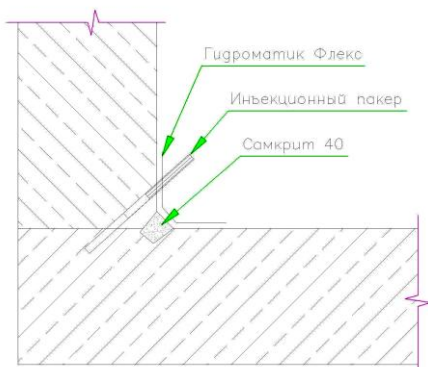 Гидроматик Флекс
Инъекционный пакер
Самкрит 40